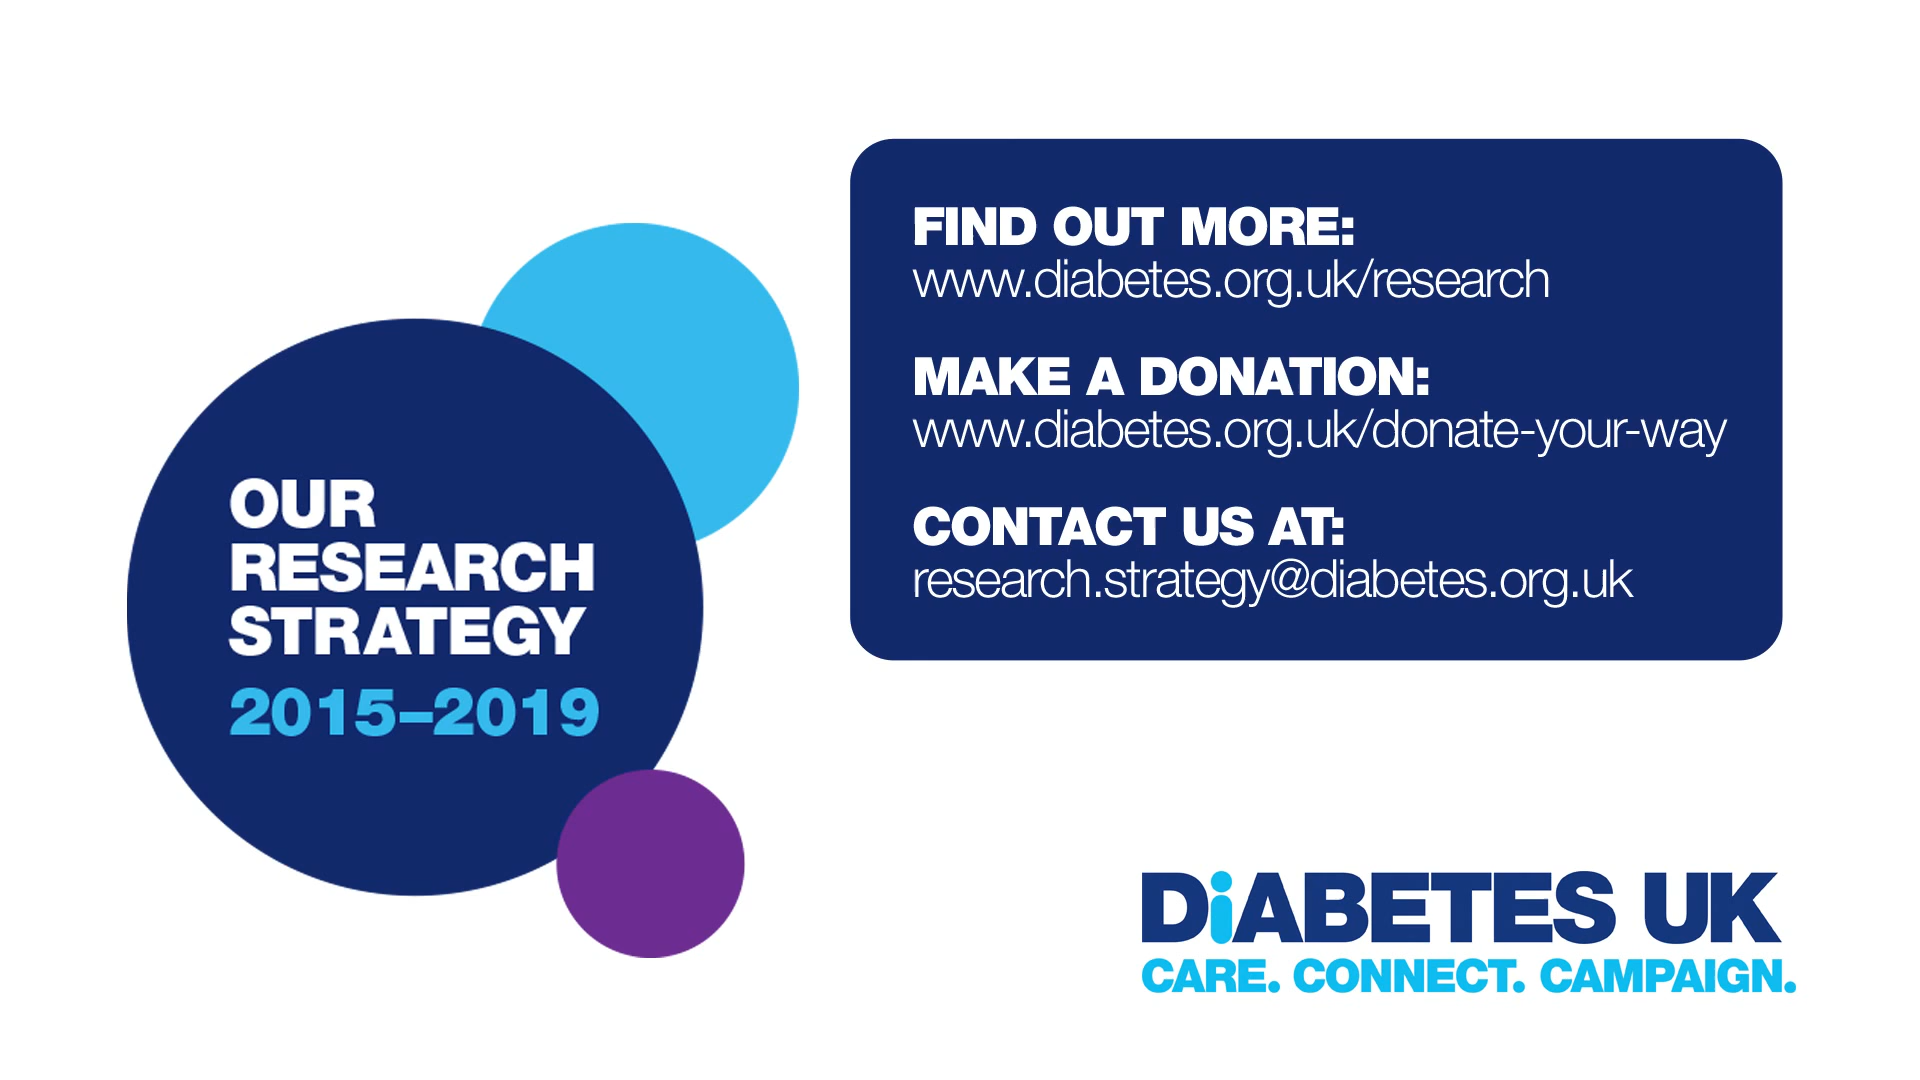 OUR
RESEARCH
STRATEGY
2015–2019
FIND OUT MORE:
www.diabetes.org.uk/research
MAKE A DONATION:
www.diabetes.org.uk/donate-your-way
CONTACT US AT:
research.strategy@diabetes.org.uk
DiABETES UK
CARE. CONNECT. CAMPAIGN.